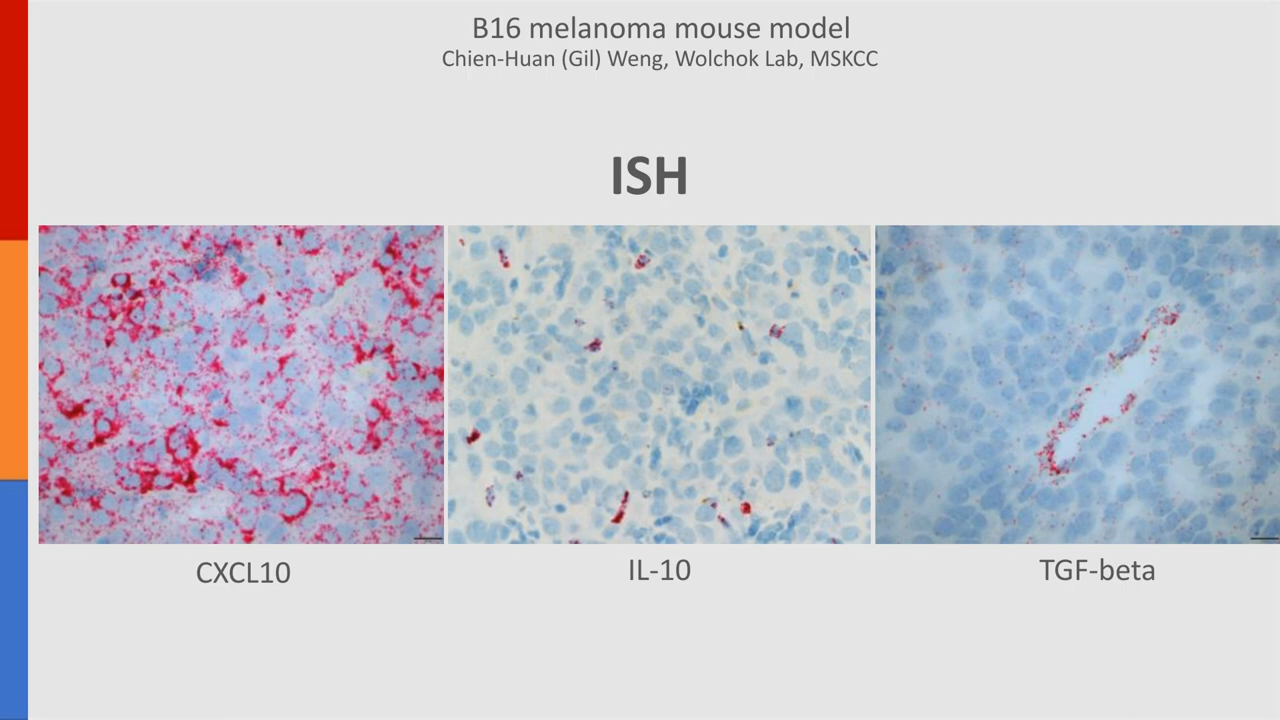 B16 melanoma mouse model
Chien-Huan (Gil) Weng, Wolchok Lab, MSKCC
ISH
CXCL10
IL-10
TGF-beta